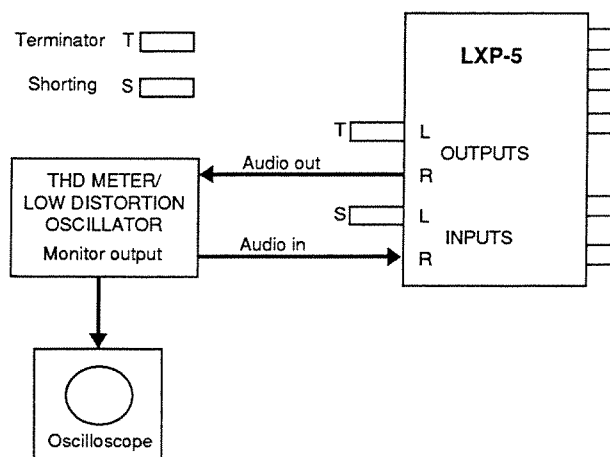 Terminator T
Shorting S
LXP-5
T
L
OUTPUTS
Audio out
R
THD METER/
LOW DISTORTION
OSCILLATOR
Monitor output
S
L
INPUTS
Audio in
R
Oscilloscope